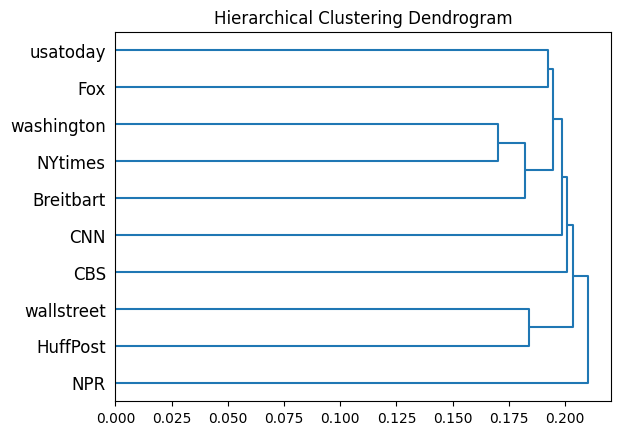 Hierarchical Clustering Dendrogram
usatoday
Fox
washington
NYtimes
Breitbart
CNN
CBS
wallstreet
HuffPost
NPR
0.000 0.025 0.050 0.075 0.100 0.125 0.150 0.175 0.200